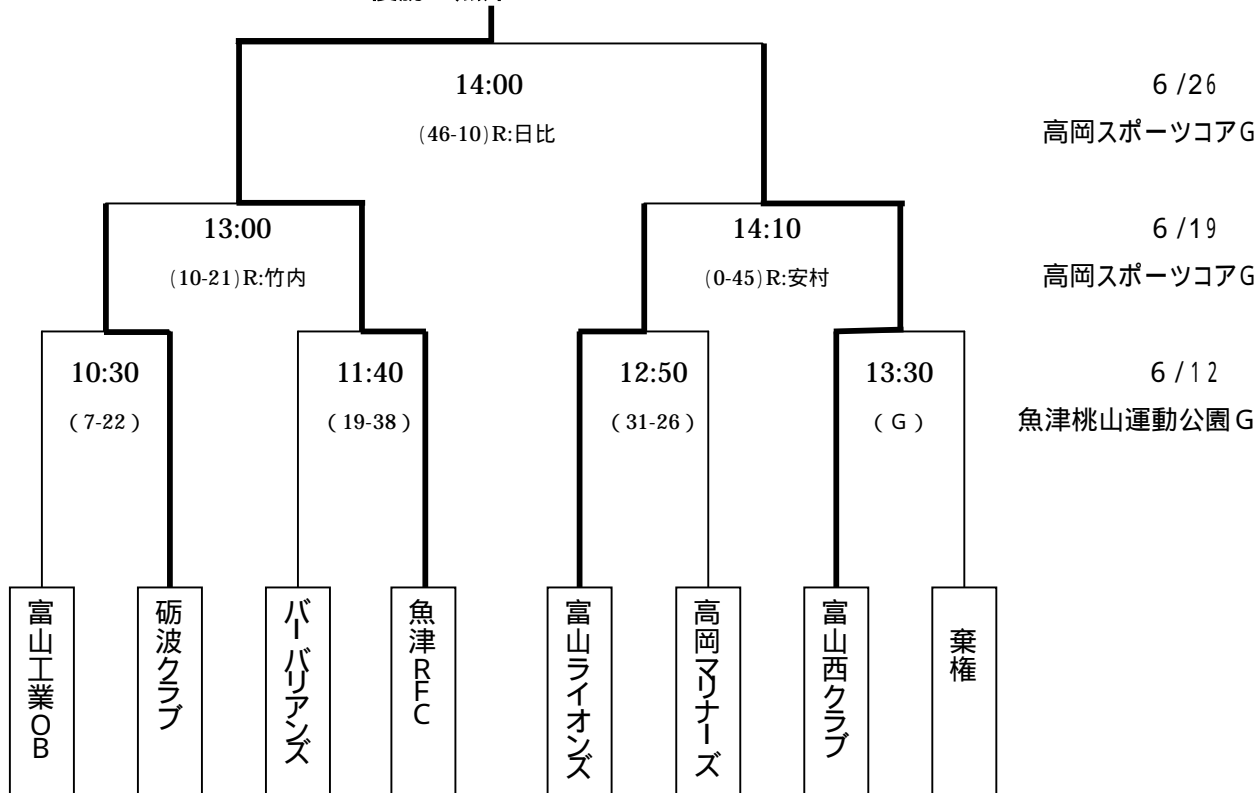 14:00
6/26
(46-10)R:日比
高岡スポーツコアG
13:00
14:10
6/19
(10-21)R:竹内
(0-45)R:安村
高岡スポーツコアG
10:30
11:40
12:50
13:30
6/12
(7-22)
(19-38)
(31-26)
(G)
魚津桃山運動公園G
富山工業OB
砺波クラブ
バーバリアンズ
魚津RFC
富山ライオンズ
高岡マリナーズ
富山西クラブ
棄権